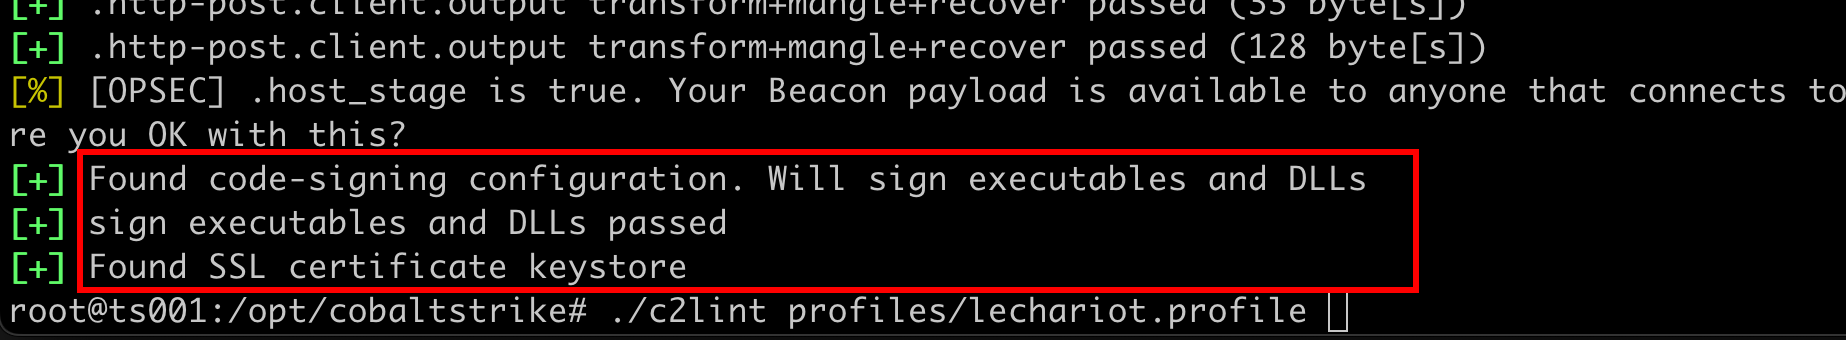 [+] .http-post.client.output transform+mangle+recover passed (33 byte[s])
[+] .http-post.client.output transform+mangle+recover passed (128 byte[s])
[%] [OPSEC] .host_stage is true. Your Beacon payload is available to anyone that connects to
re you OK with this?
[+] Found code-signing configuration. Will sign executables and DLLs
[+] sign executables and DLLs passed
[+] Found SSL certificate keystore
root@ts001:/opt/cobaltstrike# ./c2lint profiles/lechariot.profile